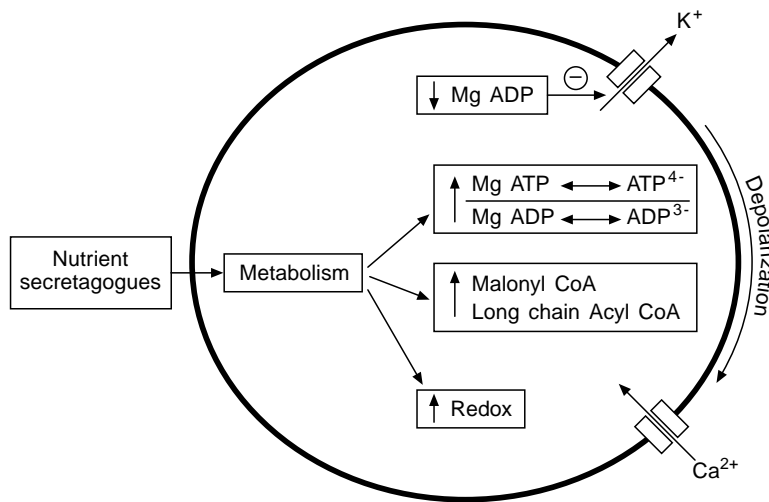 K⁺
⊖
↓ Mg ADP
Depolarization
↑ Mg ATP ↔ ATP⁴⁻
Mg ADP ↔ ADP³⁻
Nutrient
secretagogues
Metabolism
↑ Malonyl CoA
Long chain Acyl CoA
↑ Redox
Ca²⁺